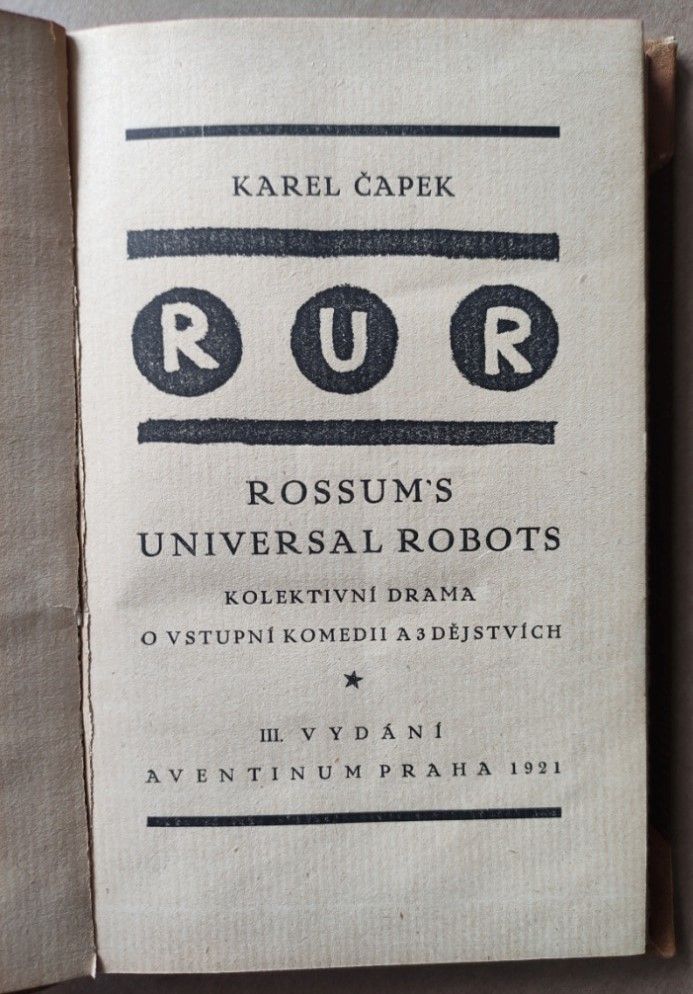 KAREL ČAPEK
R U R
ROSSUM'S
UNIVERSAL ROBOTS
KOLEKTIVNÍ DRAMA
O VSTUPNÍ KOMEDII A 3 DĚJSTVÍCH
III. VYDÁNÍ
AVENTINUM PRAHA 1921